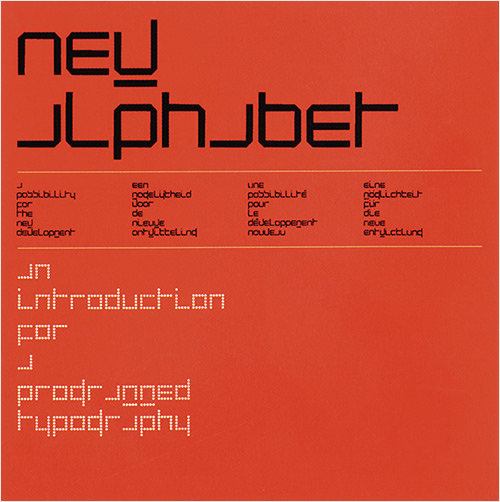 new
alphabet
a
possibility
for
the
new
development
een
mogelijkheid
voor
de
nieuwe
ontwikkeling
une
possibilité
pour
le
développement
nouveau
eine
möglichkeit
für
die
neue
entwicklung
an
introduction
for
a
programmed
typography